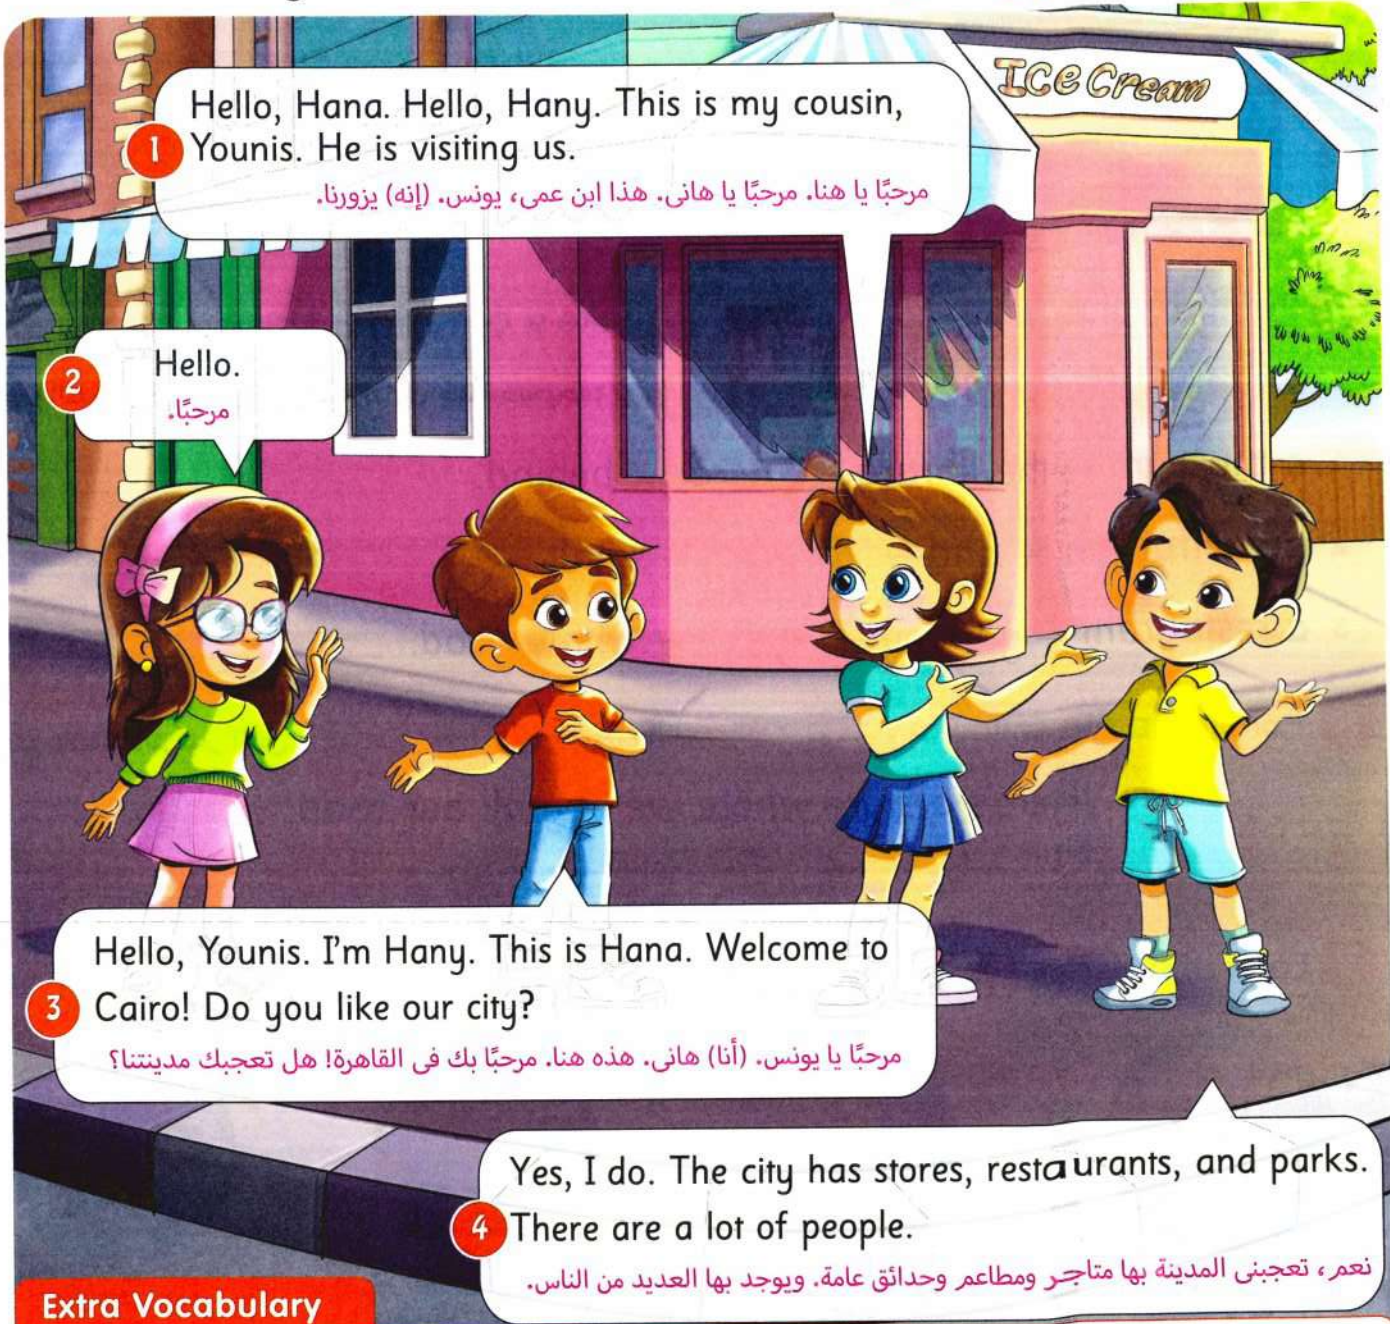 Ice Cream
1
Hello, Hana. Hello, Hany. This is my cousin,
Younis. He is visiting us.
مرحبًا يا هنا. مرحبًا يا هانى. هذا ابن عمى، يونس. (إنه) يزورنا.
2
Hello.
مرحبًا.
3
Hello, Younis. I'm Hany. This is Hana. Welcome to
Cairo! Do you like our city?
مرحبًا يا يونس. (أنا) هانى. هذه هنا. مرحبًا بك فى القاهرة! هل تعجبك مدينتنا؟
4
Yes, I do. The city has stores, restaurants, and parks.
There are a lot of people.
نعم، تعجبنى المدينة بها متاجر ومطاعم وحدائق عامة. ويوجد بها العديد من الناس.
Extra Vocabulary